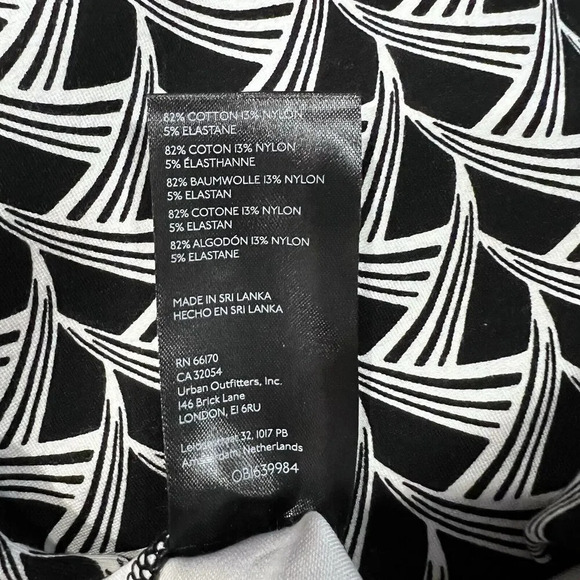 82% COTTON 13% NYLON
5% ELASTANE
82% COTON 13% NYLON
5% ÉLASTHANNE
82% BAUMWOLLE 13% NYLON
5% ELASTAN
82% COTONE 13% NYLON
5% ELASTAN
82% ALGODÓN 13% NYLON
5% ELASTANE
MADE IN SRI LANKA
HECHO EN SRI LANKA
RN 66170
CA 32054
Urban Outfitters, Inc.
146 Brick Lane
LONDON, E1 6RU
32, 1017 PB
Amsterdam, Netherlands
OB1639984